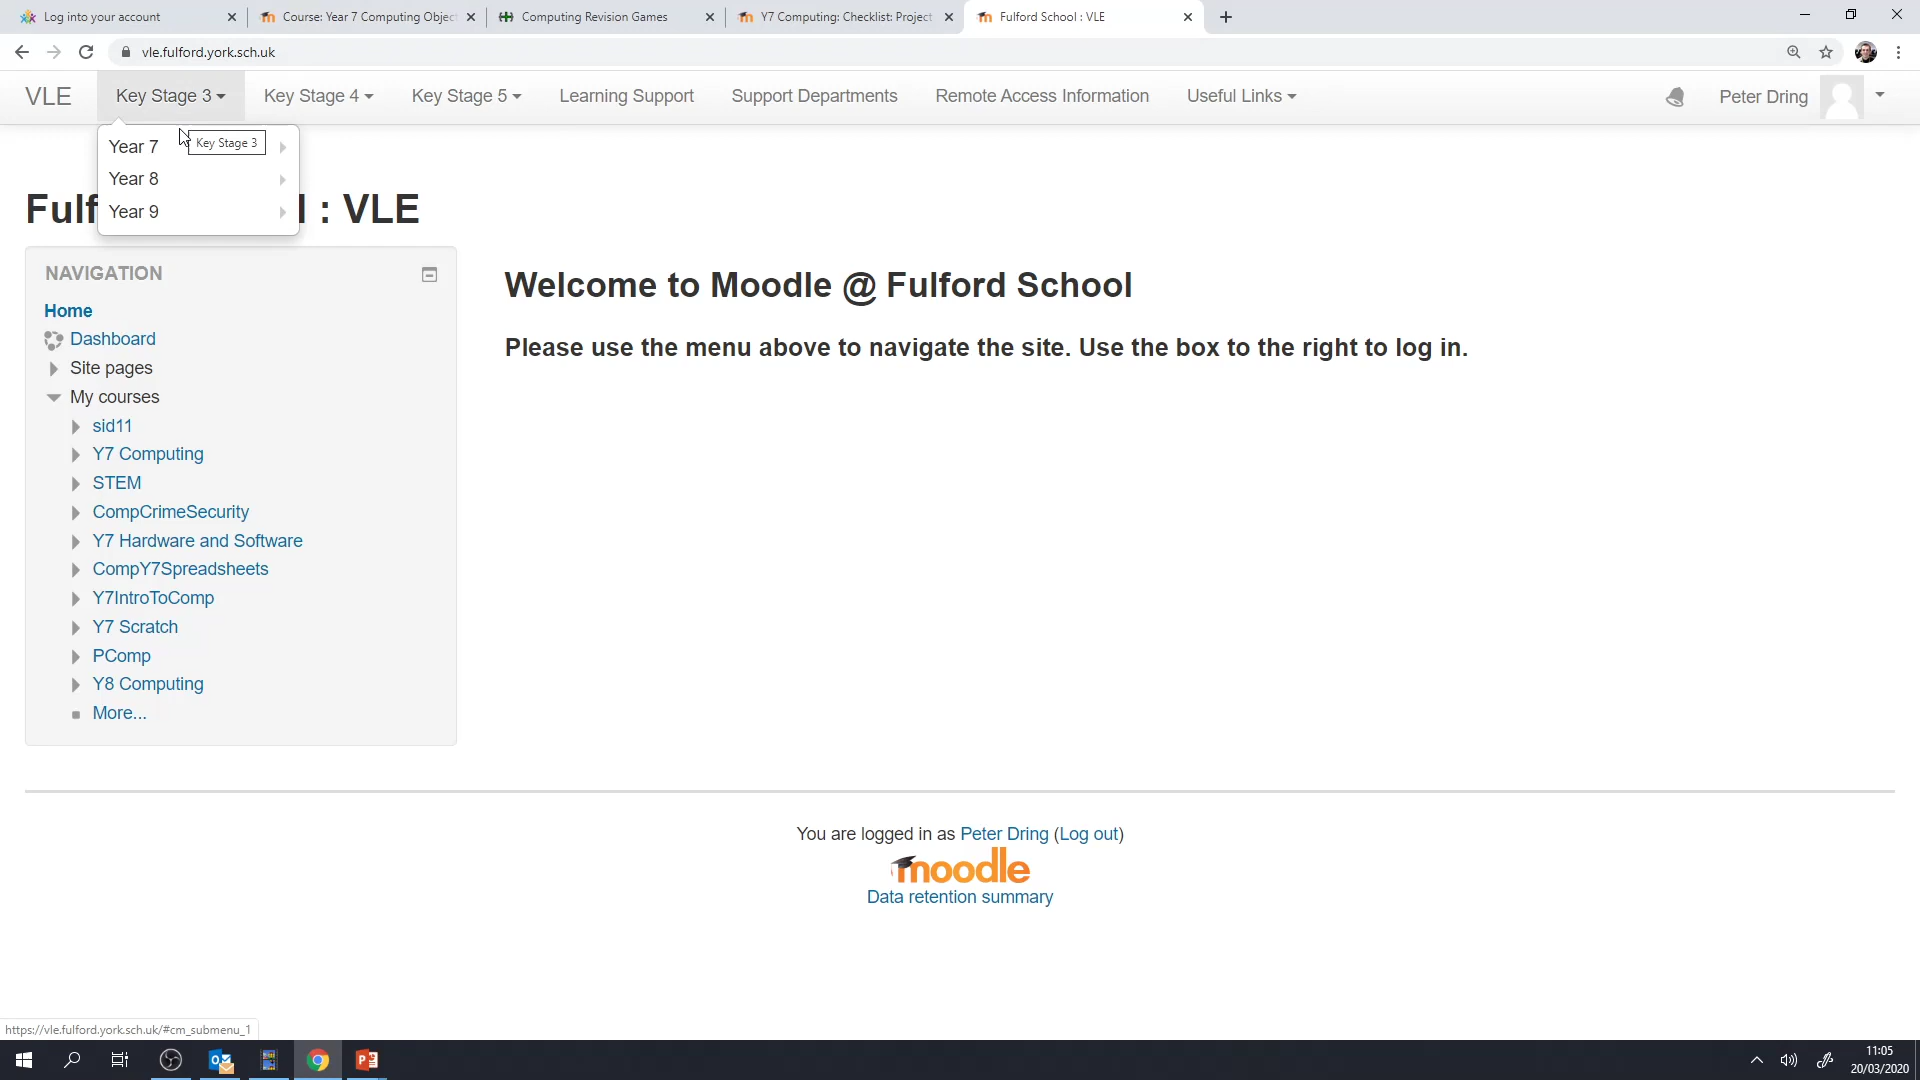 Log into your account
Course: Year 7 Computing Objec
Computing Revision Games
Y7 Computing: Checklist: Project
Fulford School : VLE
vle.fulford.york.sch.uk
VLE
Key Stage 3
Key Stage 4
Key Stage 5
Learning Support
Support Departments
Remote Access Information
Useful Links
Peter Dring
Year 7
Key Stage 3
Year 8
Year 9
Fulf l : VLE
NAVIGATION
Home
Dashboard
Site pages
My courses
sid11
Y7 Computing
STEM
CompCrimeSecurity
Y7 Hardware and Software
CompY7Spreadsheets
Y7IntroToComp
Y7 Scratch
PComp
Y8 Computing
More...
Welcome to Moodle @ Fulford School
Please use the menu above to navigate the site. Use the box to the right to log in.
You are logged in as Peter Dring (Log out)
moodle
Data retention summary
https://vle.fulford.york.sch.uk/#cm_submenu_1
11:05
20/03/2020